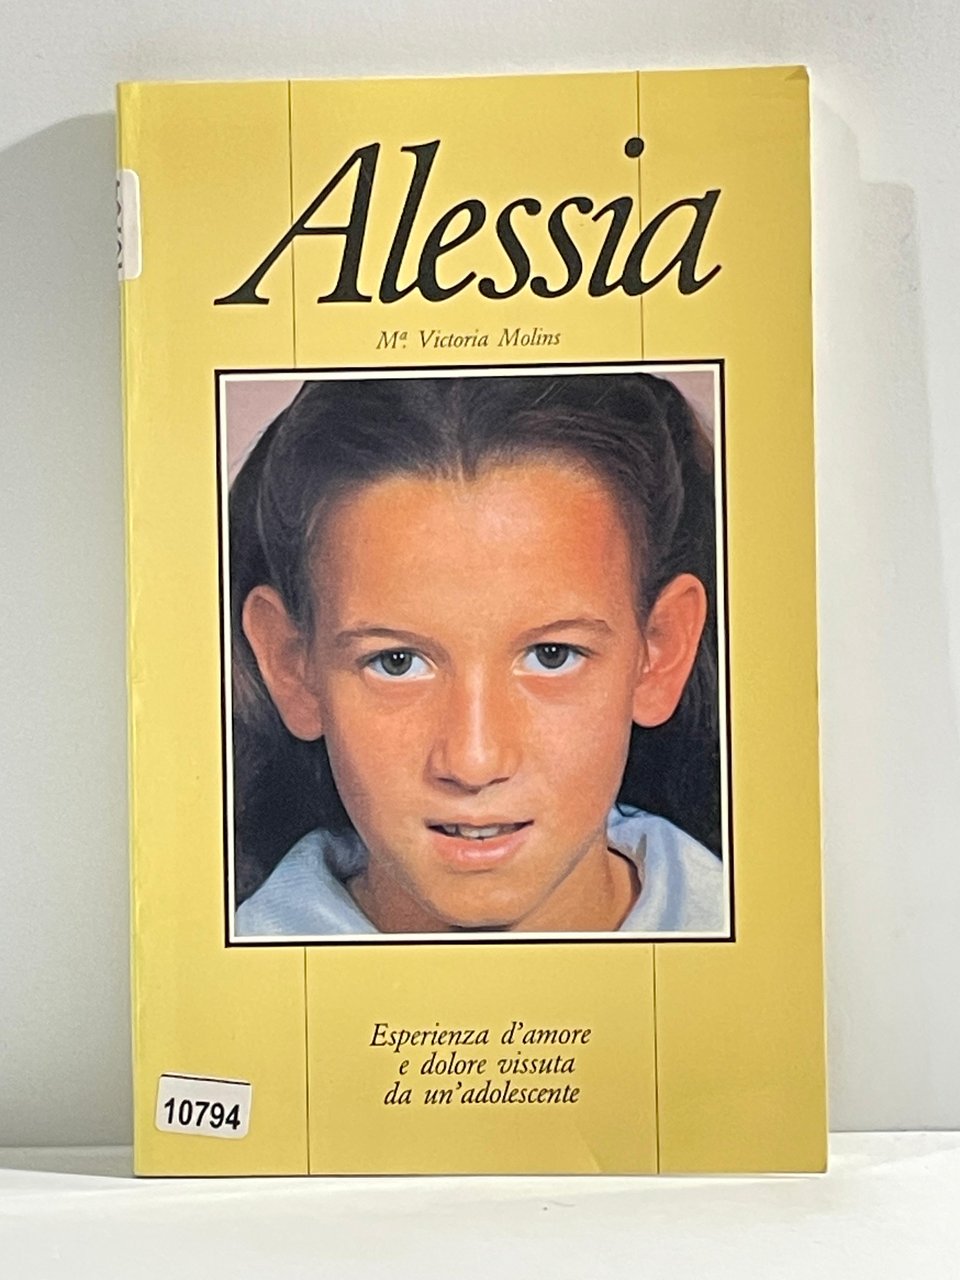 Alessia
Mª. Victoria Molins
Esperienza d'amore
e dolore vissuta
da un'adolescente
10794